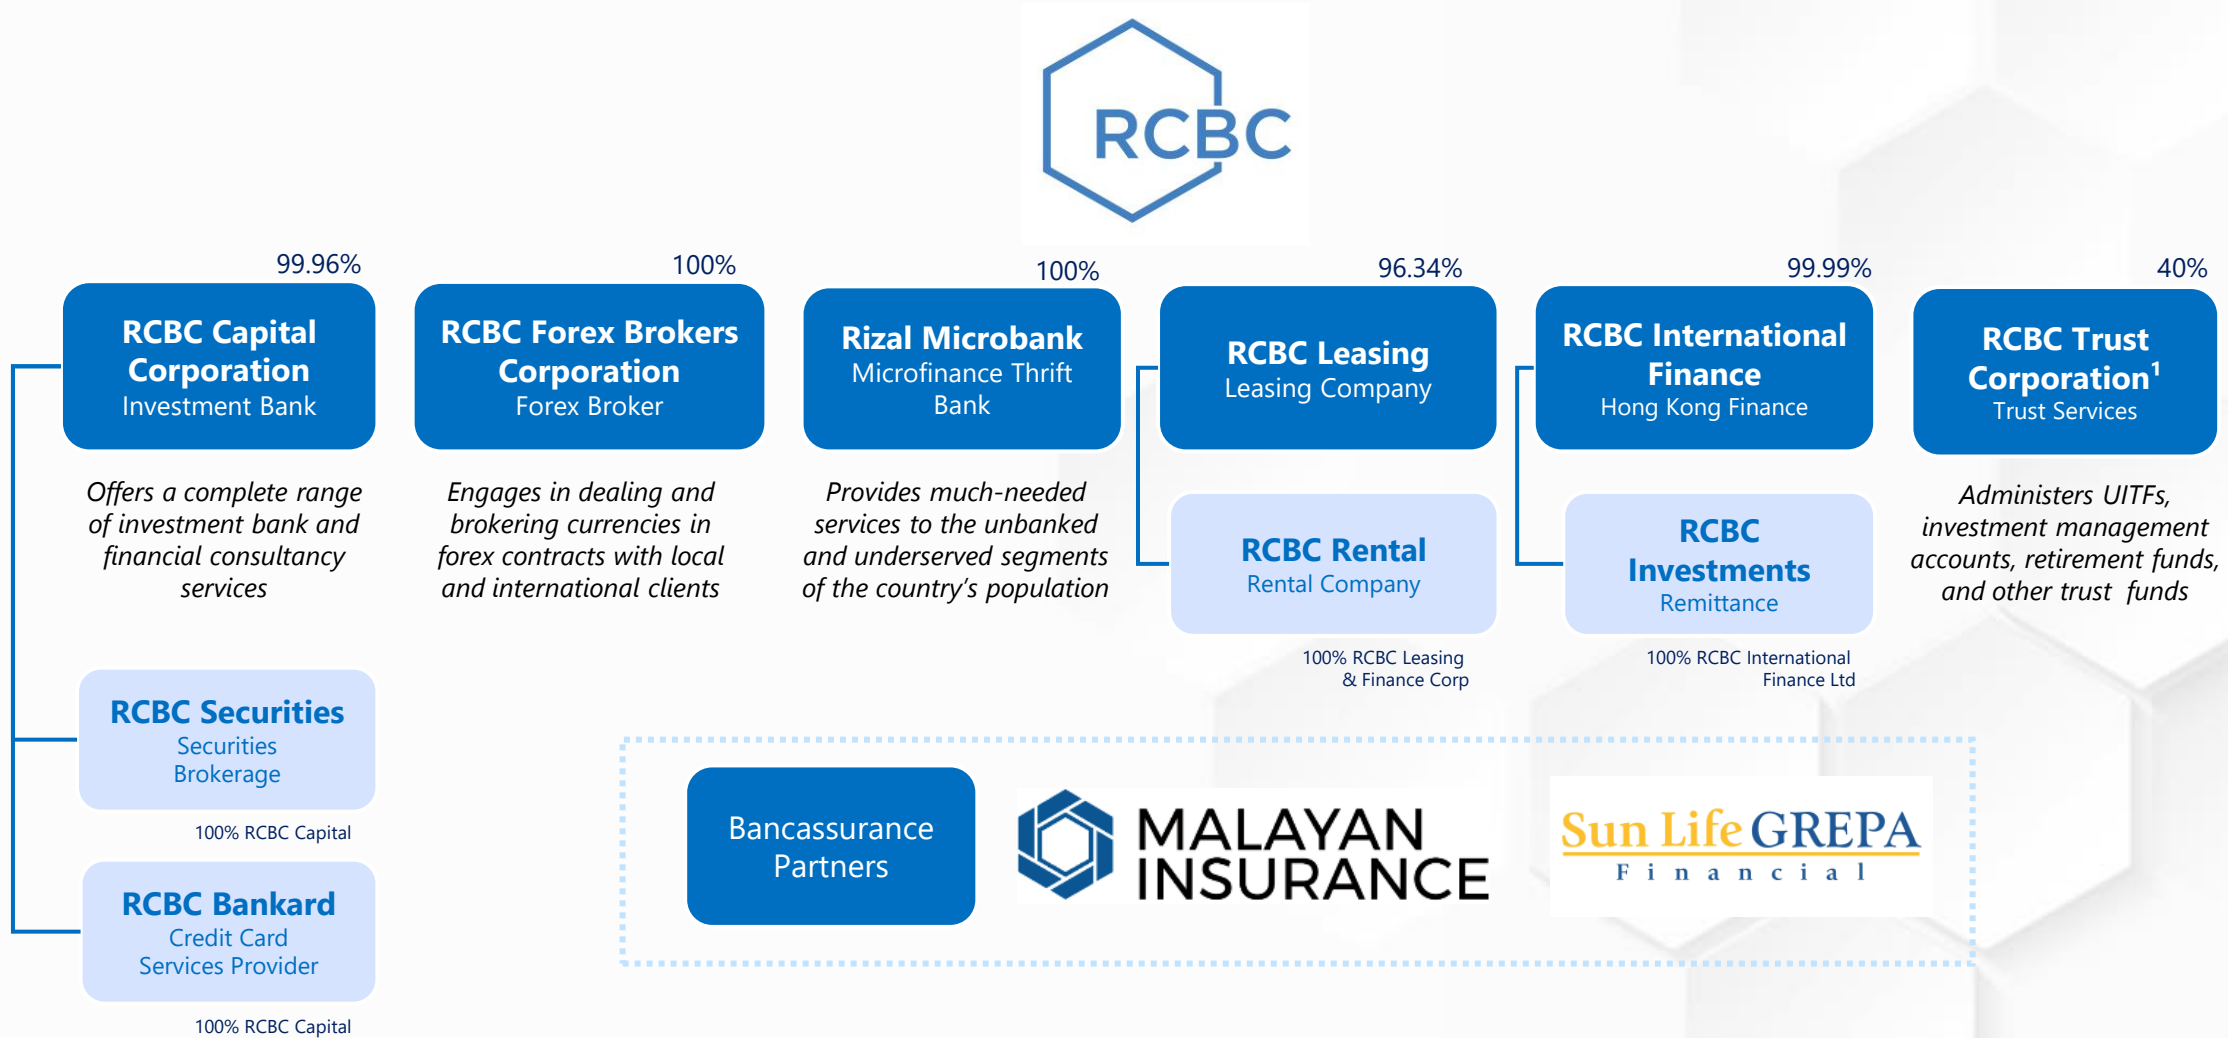 RCBC
99.96%
RCBC Capital
Corporation
Investment Bank
Offers a complete range
of investment bank and
financial consultancy
services
RCBC Securities
Securities
Brokerage
100% RCBC Capital
RCBC Bankard
Credit Card
Services Provider
100% RCBC Capital
100%
RCBC Forex Brokers
Corporation
Forex Broker
Engages in dealing and
brokering currencies in
forex contracts with local
and international clients
100%
Rizal Microbank
Microfinance Thrift
Bank
Provides much-needed
services to the unbanked
and underserved segments
of the country’s population
96.34%
RCBC Leasing
Leasing Company
RCBC Rental
Rental Company
100% RCBC Leasing
& Finance Corp
99.99%
RCBC International
Finance
Hong Kong Finance
RCBC
Investments
Remittance
100% RCBC International
Finance Ltd
40%
RCBC Trust
Corporation¹
Trust Services
Administers UITFs,
investment management
accounts, retirement funds,
and other trust funds
Bancassurance
Partners
MALAYAN
INSURANCE
Sun Life GREPA
Financial